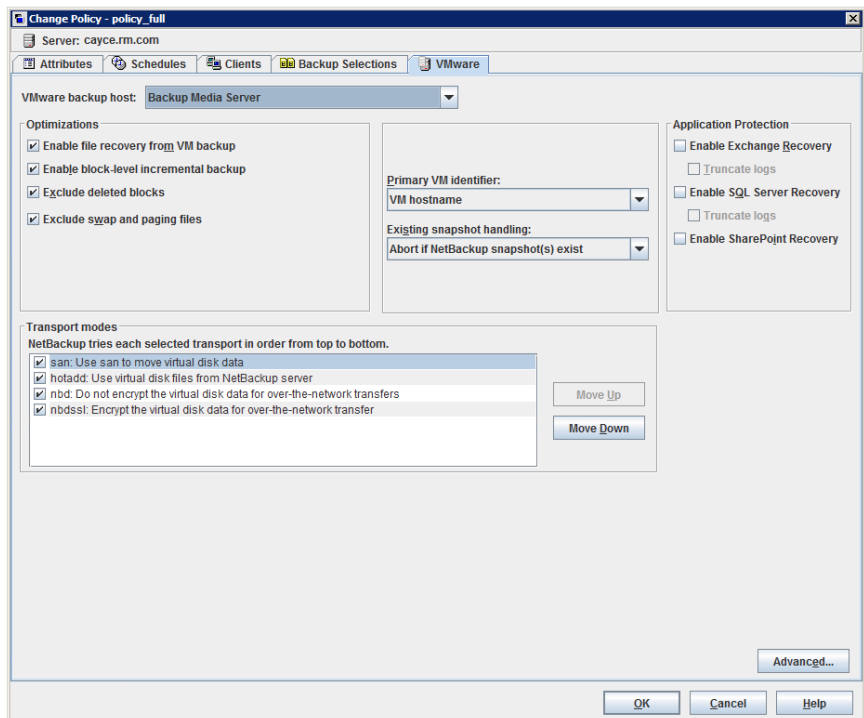 Change Policy - policy_full
Server: cayce.rm.com
Attributes
Schedules
Clients
Backup Selections
VMware
VMware backup host: Backup Media Server
Optimizations
Enable file recovery from VM backup
Enable block-level incremental backup
Exclude deleted blocks
Exclude swap and paging files
Primary VM identifier:
VM hostname
Existing snapshot handling:
Abort if NetBackup snapshot(s) exist
Application Protection
Enable Exchange Recovery
Truncate logs
Enable SQL Server Recovery
Truncate logs
Enable SharePoint Recovery
Transport modes
NetBackup tries each selected transport in order from top to bottom.
san: Use san to move virtual disk data
hotadd: Use virtual disk files from NetBackup server
nbd: Do not encrypt the virtual disk data for over-the-network transfers
nbdssl: Encrypt the virtual disk data for over-the-network transfer
Move Up
Move Down
Advanced...
OK
Cancel
Help